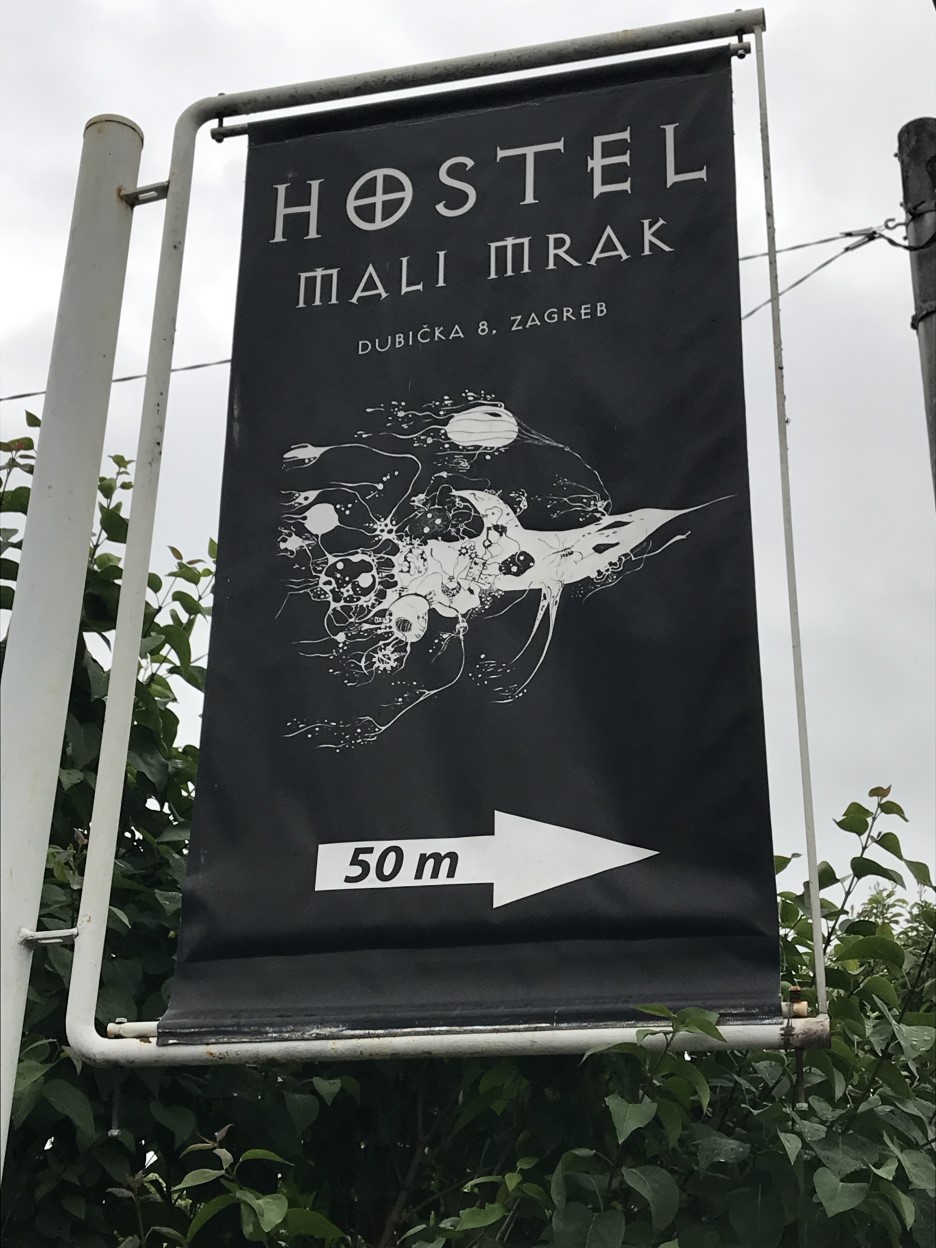 HOSTEL
MALI MRAK
DUBIČKA 8, ZAGREB
50 m